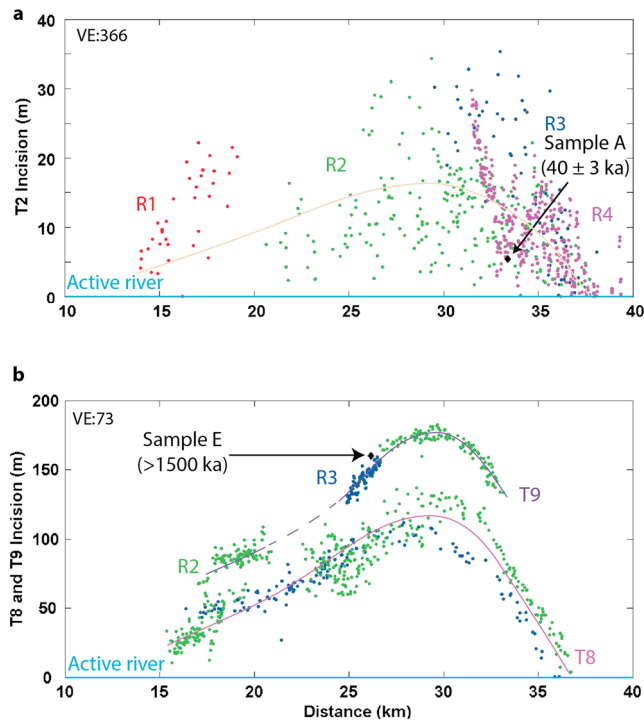 a
VE:366
T2 Incision (m)
40
30
20
10
0
R1
R2
R3
Sample A
(40 ± 3 ka)
R4
Active river
10
15
20
25
30
35
40
b
VE:73
T8 and T9 Incision (m)
200
150
100
50
0
Sample E
(>1500 ka)
R3
T9
R2
T8
Active river
10
15
20
25
30
35
40
Distance (km)